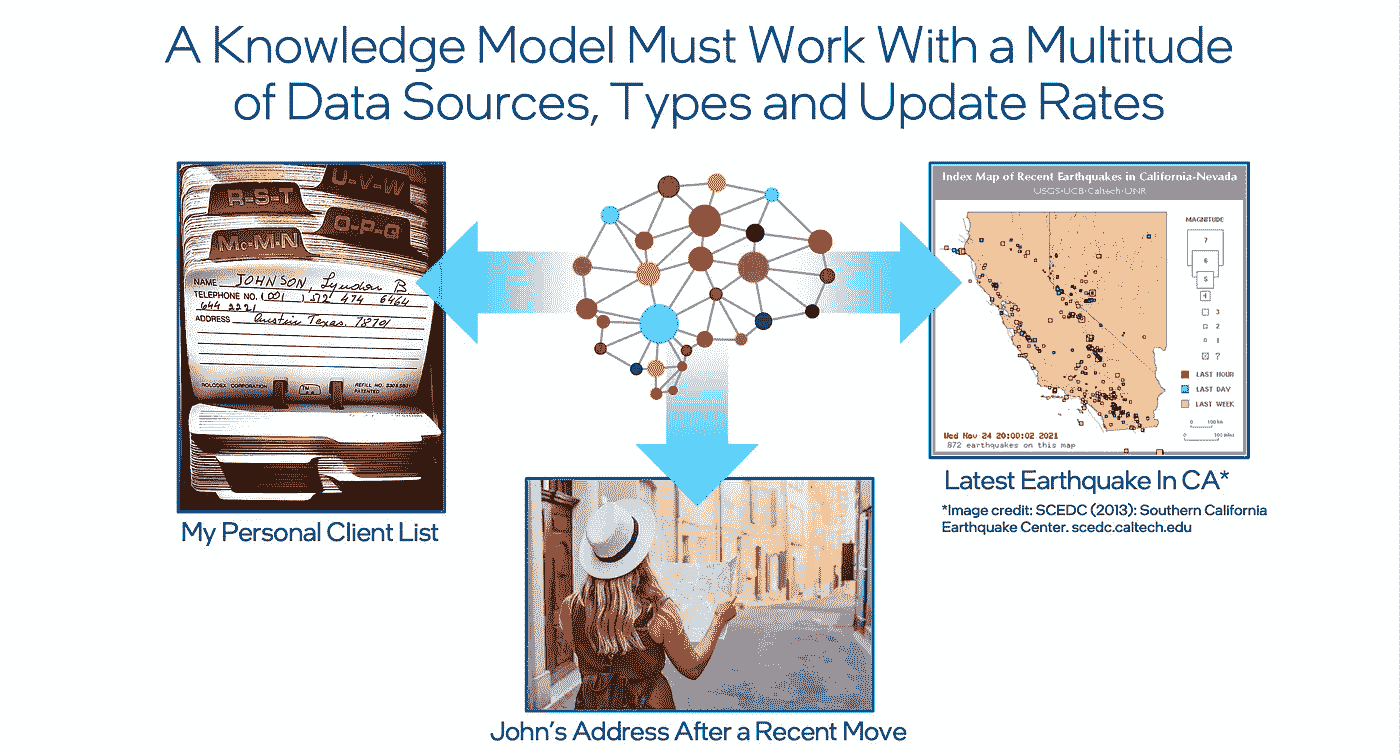 A Knowledge Model Must Work With a Multitude
of Data Sources, Types and Update Rates
U-V-W
R-S-T
O-P-Q
Mc-M-N
NAME JOHNSON, Lyndon B
TELEPHONE NO. (001) 512 474 6464
644 2221
ADDRESS Austin Texas. 78701
ROLODEX CORPORATION
REFILL NO.
PATENTED
My Personal Client List
Index Map of Recent Earthquakes in California-Nevada
USGS·UCB·Caltech·UNR
MAGNITUDE
7
6
5
4
3
2
1
?
LAST HOUR
LAST DAY
LAST WEEK
0 100 km
0 100 miles
Wed Nov 24 20:00:02 2021
872 earthquakes on this map
Latest Earthquake In CA*
*Image credit: SCEDC (2013): Southern California
Earthquake Center. scedc.caltech.edu
John's Address After a Recent Move